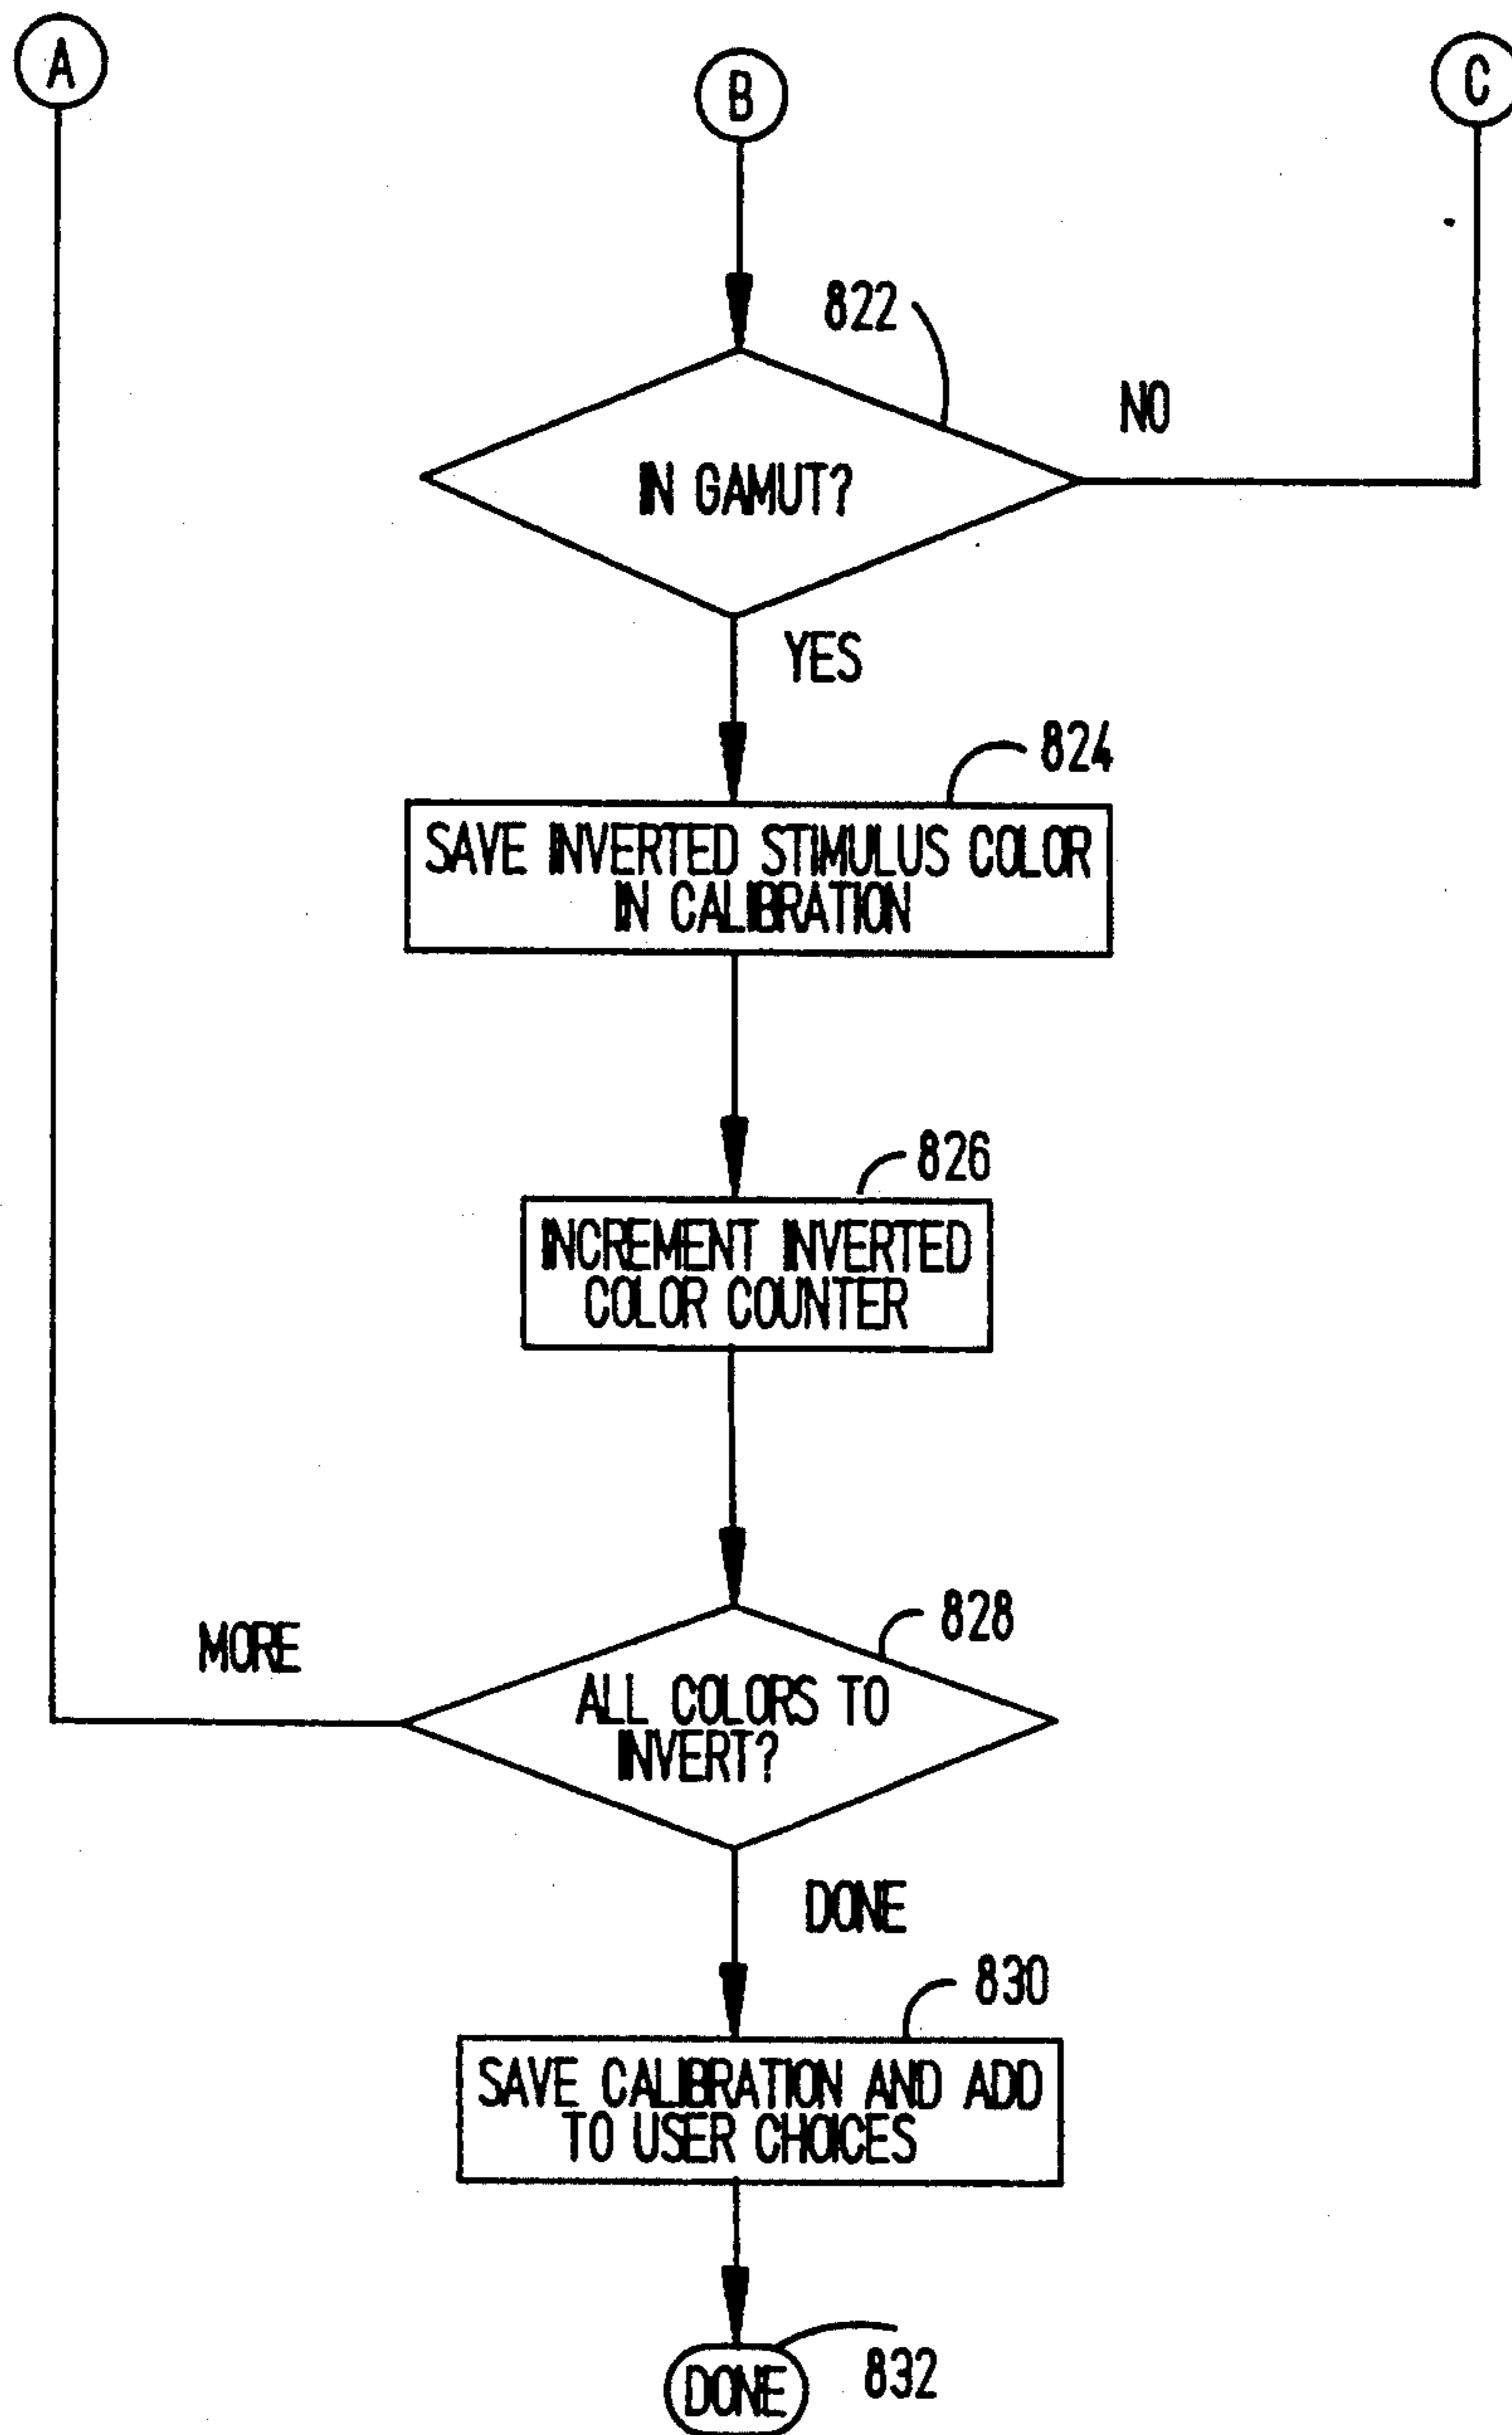 A
B
C
822
NO
IN GAMUT?
YES
824
SAVE INVERTED STIMULUS COLOR
IN CALIBRATION
826
INCREMENT INVERTED
COLOR COUNTER
828
MORE
ALL COLORS TO
INVERT?
DONE
830
SAVE CALIBRATION AND ADD
TO USER CHOICES
832
DONE